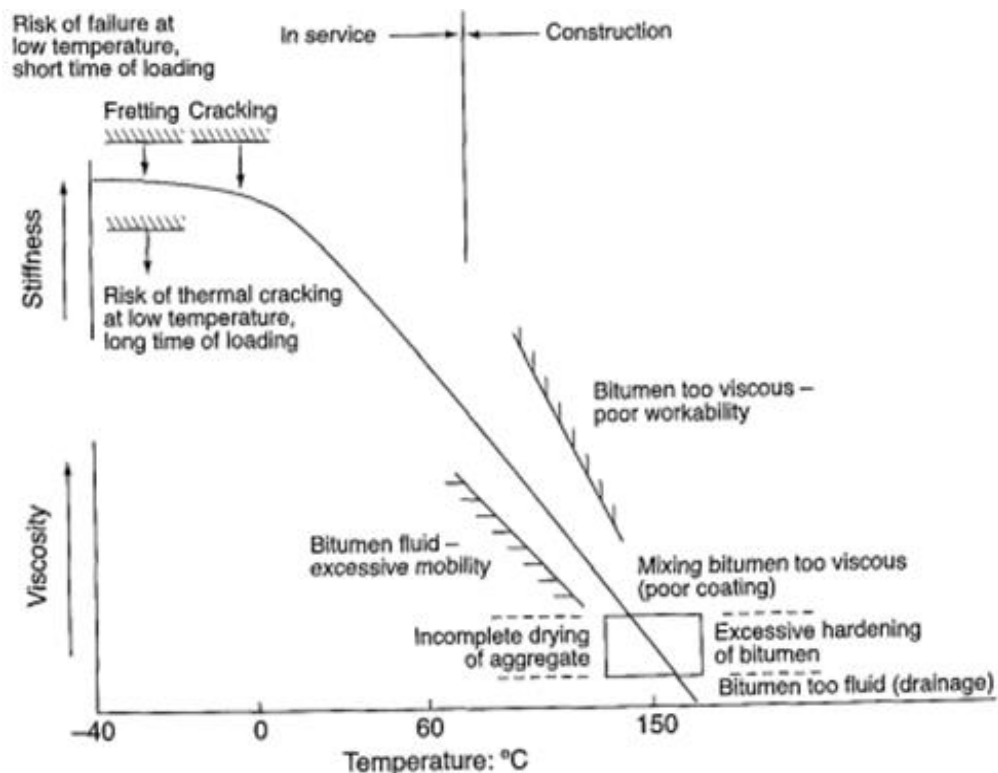 Risk of failure at
low temperature,
short time of loading
In service
Construction
Fretting Cracking
Stiffness
Risk of thermal cracking
at low temperature,
long time of loading
Bitumen too viscous –
poor workability
Viscosity
Bitumen fluid –
excessive mobility
Mixing bitumen too viscous
(poor coating)
Incomplete drying
of aggregate
Excessive hardening
of bitumen
Bitumen too fluid (drainage)
–40 0 60 150
Temperature: °C